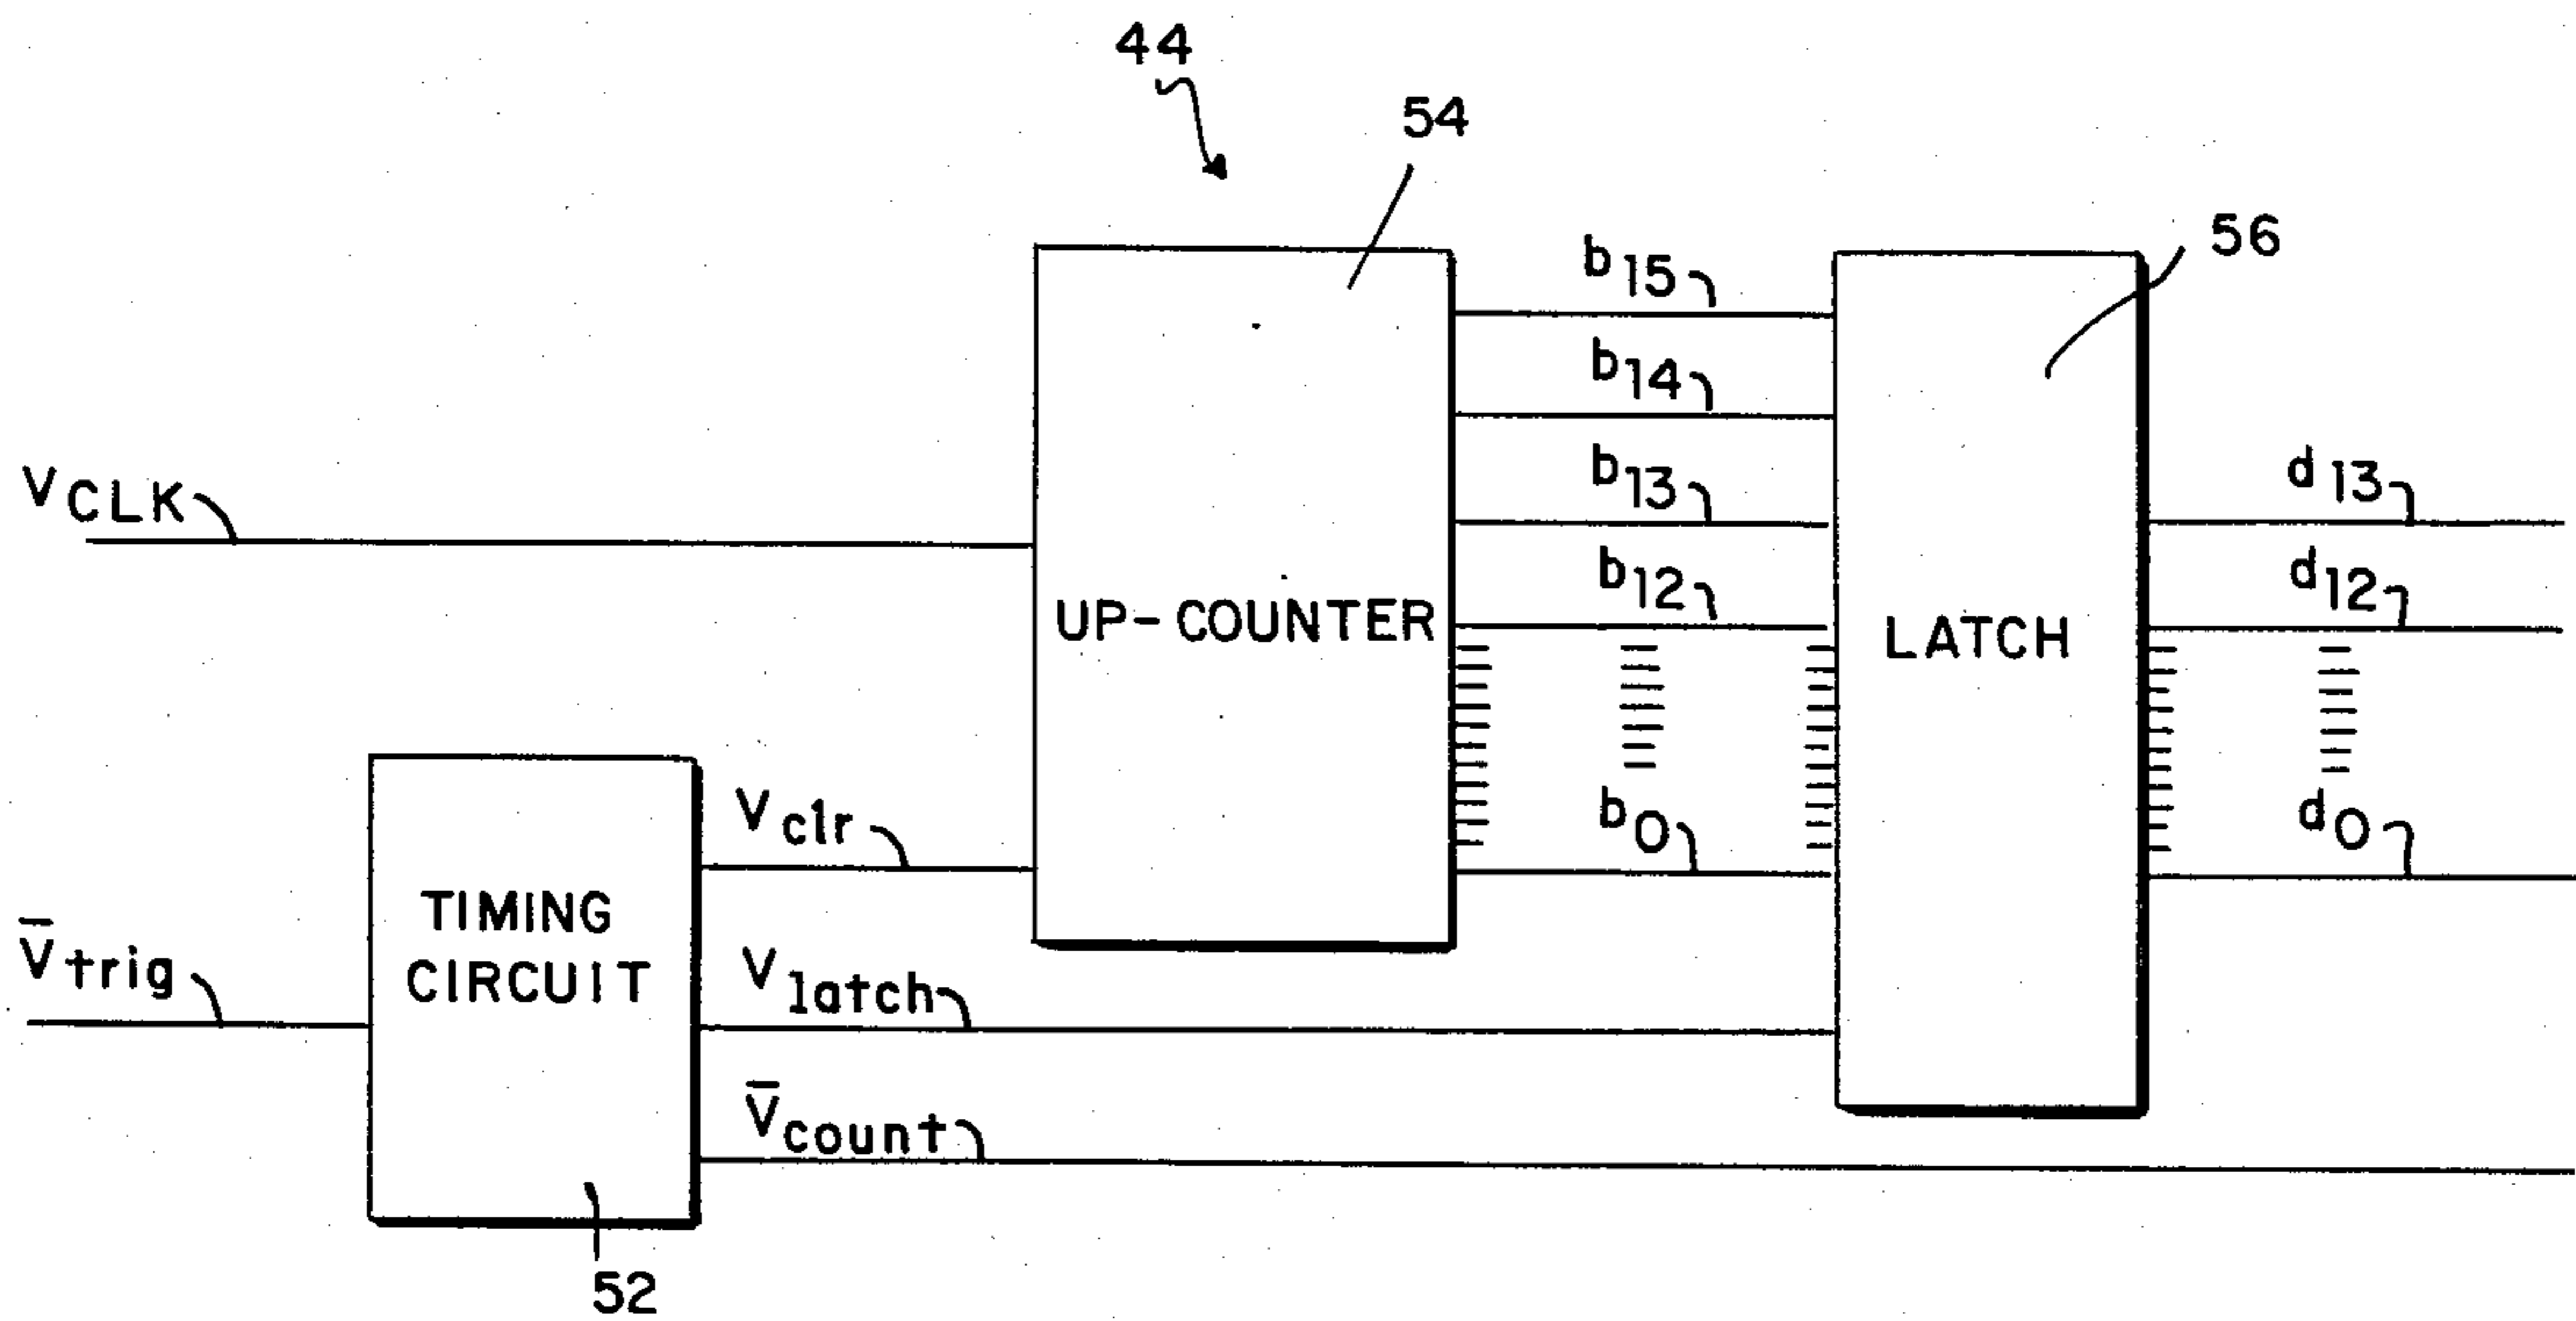 44
54
56
b15
b14
b13
b12
b0
VCLK
UP-COUNTER
LATCH
d13
d12
d0
Vclr
TIMING
CIRCUIT
V̅trig
Vlatch
V̅count
52